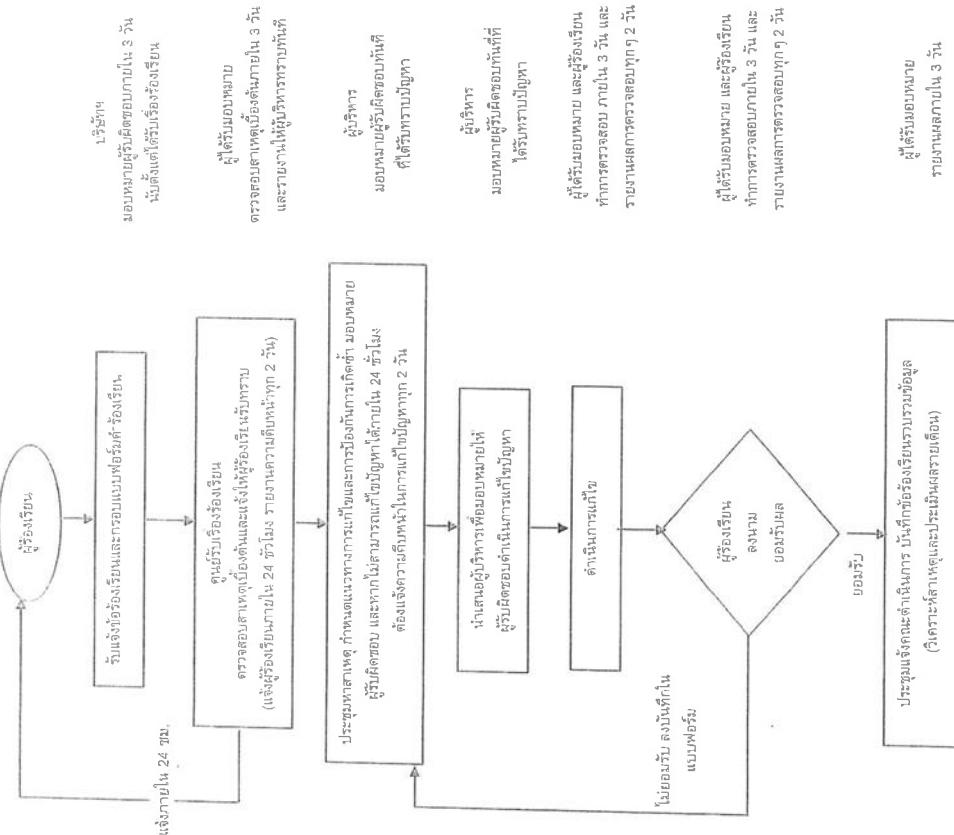 ผู้ร้องเรียน
รับแจ้งข้อร้องเรียนและกรอกแบบฟอร์มคำร้องเรียน
บริษัทฯ
มอบหมายผู้รับผิดชอบภายใน 3 วัน
นับตั้งแต่ได้รับเรื่องร้องเรียน
แจ้งภายใน 24 ชม.
ศูนย์รับเรื่องร้องเรียน
ตรวจสอบสาเหตุเบื้องต้นและแจ้งให้ผู้ร้องเรียนรับทราบ
(แจ้งผู้ร้องเรียนภายใน 24 ชั่วโมง รายงานความคืบหน้าทุก 2 วัน)
ผู้ได้รับมอบหมาย
ตรวจสอบสาเหตุเบื้องต้นภายใน 3 วัน
และรายงานให้ผู้บริหารทราบทันที
ประชุมหาสาเหตุ กำหนดแนวทางการแก้ไขและการป้องกันการเกิดซ้ำ มอบหมาย
ผู้รับผิดชอบ และหากไม่สามารถแก้ไขปัญหาได้ภายใน 24 ชั่วโมง
ต้องแจ้งความคืบหน้าในการแก้ไขปัญหาทุก 2 วัน
ผู้บริหาร
มอบหมายผู้รับผิดชอบทันที
ที่ได้รับทราบปัญหา
นำเสนอผู้บริหารเพื่อมอบหมายให้
ผู้รับผิดชอบดำเนินการแก้ไขปัญหา
ผู้บริหาร
มอบหมายผู้รับผิดชอบทันทีที่
ได้รับทราบปัญหา
ดำเนินการแก้ไข
ผู้ได้รับมอบหมาย และผู้ร้องเรียน
ทำการตรวจสอบ ภายใน 3 วัน และ
รายงานผลการตรวจสอบทุกๆ 2 วัน
ผู้ร้องเรียน
ลงนาม
ยอมรับผล
ผู้ได้รับมอบหมาย และผู้ร้องเรียน
ทำการตรวจสอบภายใน 3 วัน และ
รายงานผลการตรวจสอบทุกๆ 2 วัน
ไม่ยอมรับ ลงบันทึกใน
แบบฟอร์ม
ยอมรับ
ประชุมแจ้งคณะดำเนินการ บันทึกข้อร้องเรียนรวบรวมข้อมูล
(วิเคราะห์สาเหตุและประเมินผลรายเดือน)
ผู้ได้รับมอบหมาย
รายงานผลภายใน 3 วัน